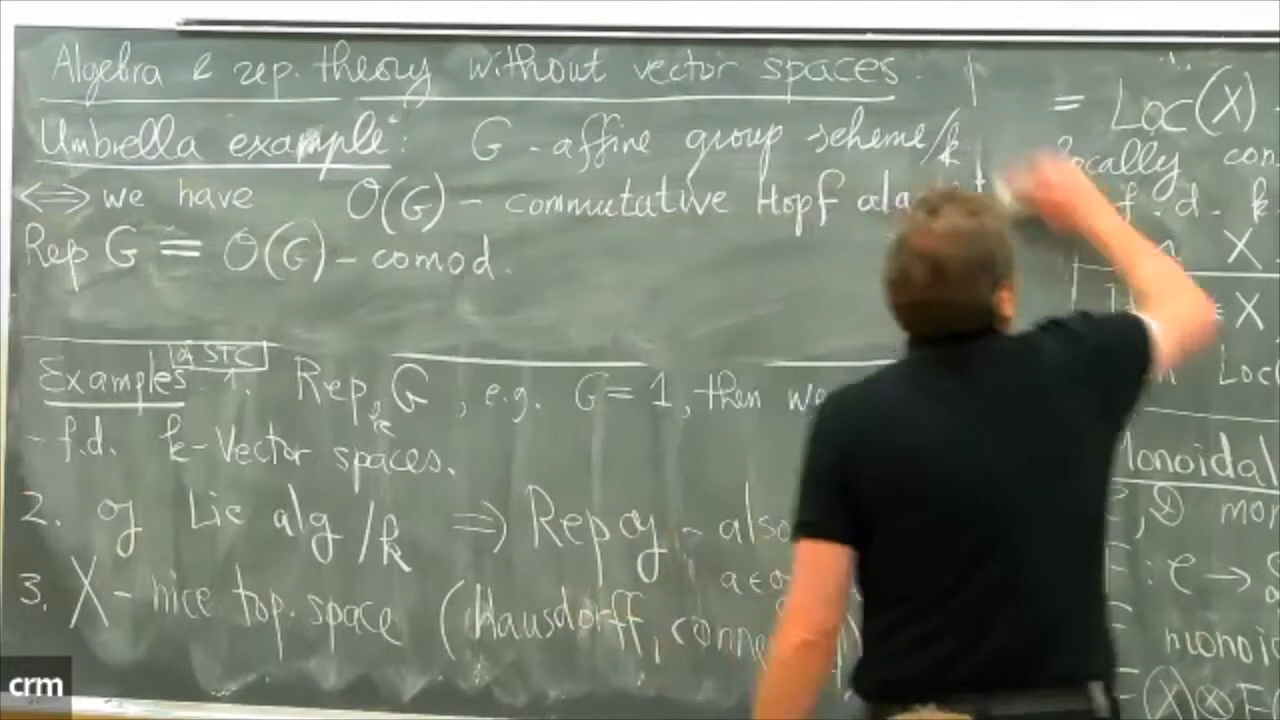 Algebra & rep. theory without vector spaces.
"Umbrella example": G - affine group scheme/k
⟺ we have O(G) - commutative Hopf alg
Rep G = O(G) - comod.
Examples of STC 1. Rep_k G, e.g. G=1, then we
- f.d. k-Vector spaces.
2. 𝔤 Lie alg/k ⟹ Rep 𝔤 - also
3. X - nice top. space (Hausdorff, conne
= Loc(X)
locally con
f.d. k
X
X
Loc(
Monoidal
, 𝒟 mon
F: 𝒞 →
monoi
(X)⊗F(
crm